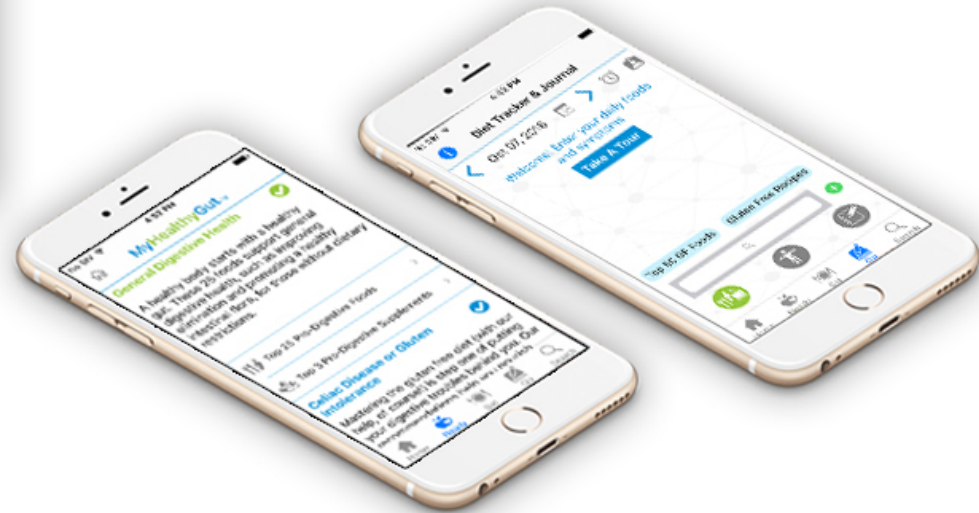 4:53 PM
MyHealthyGut
General Digestive Health
A healthy body starts with a healthy
gut. These 25 foods support general
digestive health, such as improving
elimination and promoting a healthy
intestinal flora, for those without dietary
restrictions.
Top 25 Pro-Digestive Foods
Top 3 Pro-Digestive Supplements
Celiac Disease or Gluten
Intolerance
Mastering the gluten free diet (with our
help, of course!) is step one of putting
your digestive troubles behind you. Our
Search
Diet Tracker & Journal
Oct 07, 2016
Welcome, Enter your daily foods
and symptoms
Take A Tour
Top 50 GF Foods
Gluten Free Recipes
Search